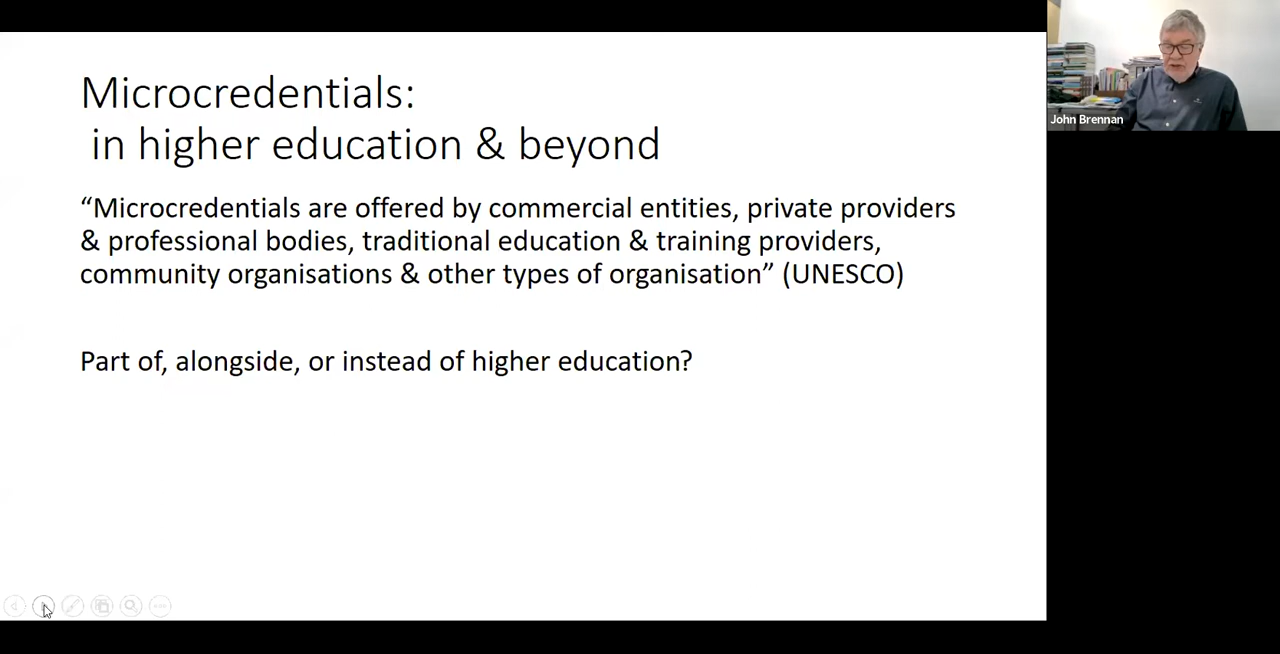 Microcredentials:
in higher education & beyond
“Microcredentials are offered by commercial entities, private providers
& professional bodies, traditional education & training providers,
community organisations & other types of organisation” (UNESCO)
Part of, alongside, or instead of higher education?
John Brennan